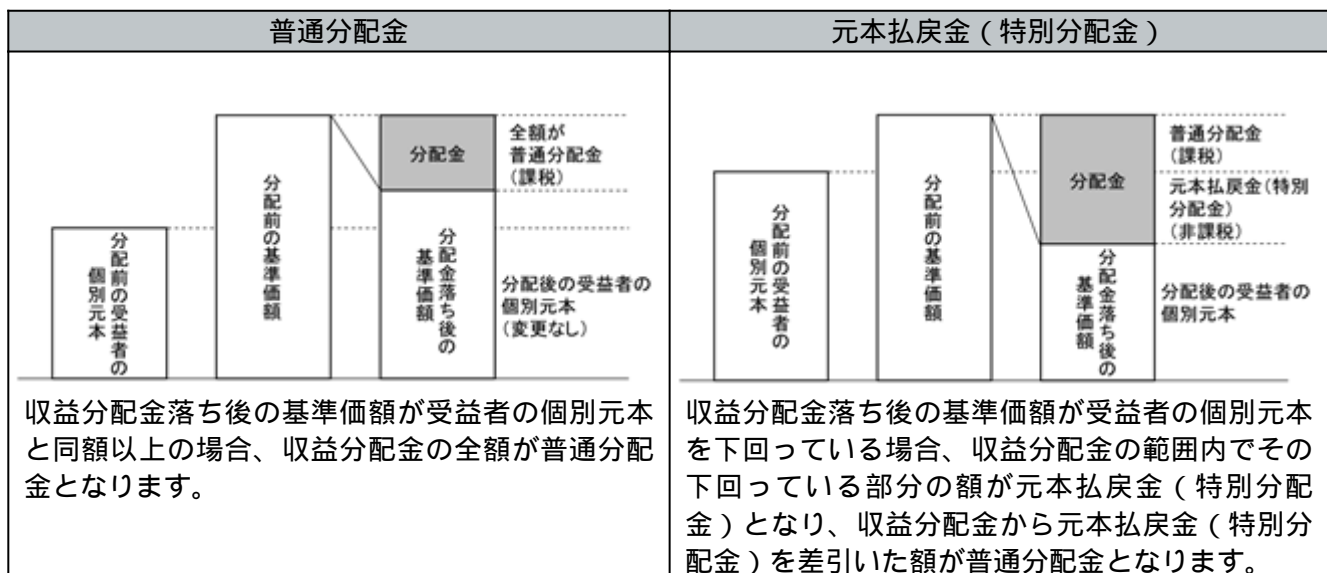 普通分配金
分配前の受益者の
個別元本
分配前の基準価額
分配金
分配金落ち後の
基準価額
全額が
普通分配金
(課税)
分配後の受益者の
個別元本
(変更なし)
収益分配金落ち後の基準価額が受益者の個別元本
と同額以上の場合、収益分配金の全額が普通分配
金となります。
元本払戻金（特別分配金）
分配前の受益者の
個別元本
分配前の基準価額
分配金
分配金落ち後の
基準価額
普通分配金
(課税)
元本払戻金(特別
分配金)
(非課税)
分配後の受益者の
個別元本
収益分配金落ち後の基準価額が受益者の個別元本
を下回っている場合、収益分配金の範囲内でその
下回っている部分の額が元本払戻金（特別分配
金）となり、収益分配金から元本払戻金（特別分
配金）を差引いた額が普通分配金となります。